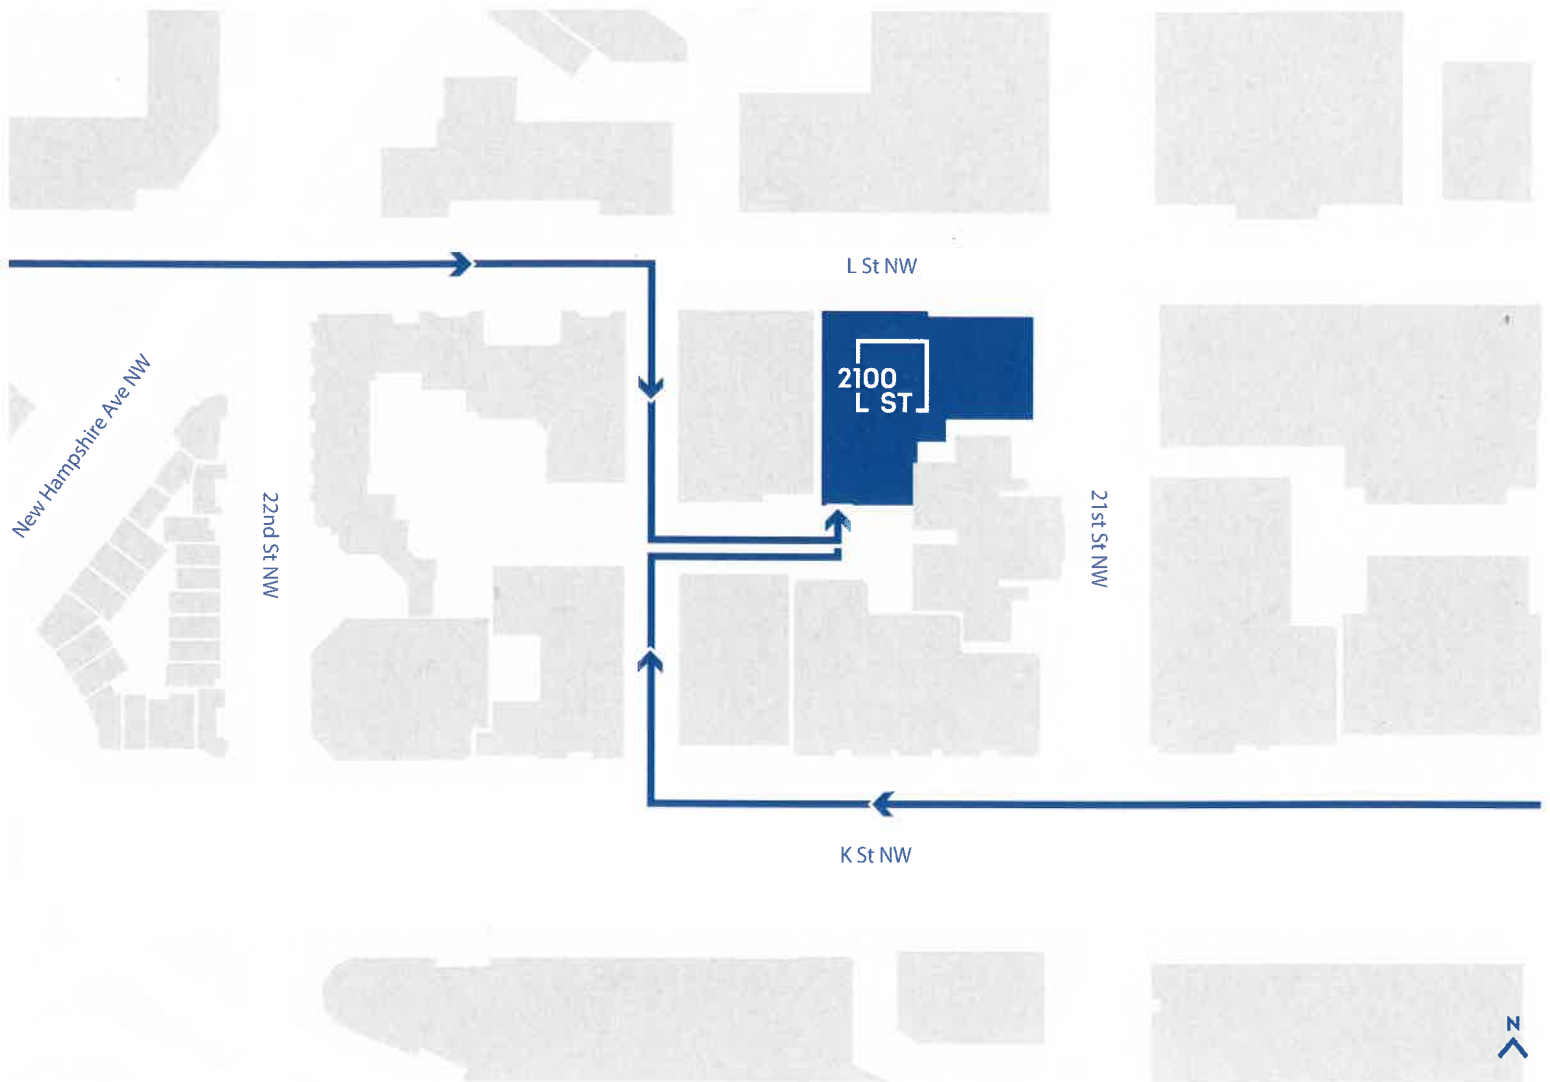 L St NW
2100
L ST
New Hampshire Ave NW
22nd St NW
21st St NW
K St NW
N